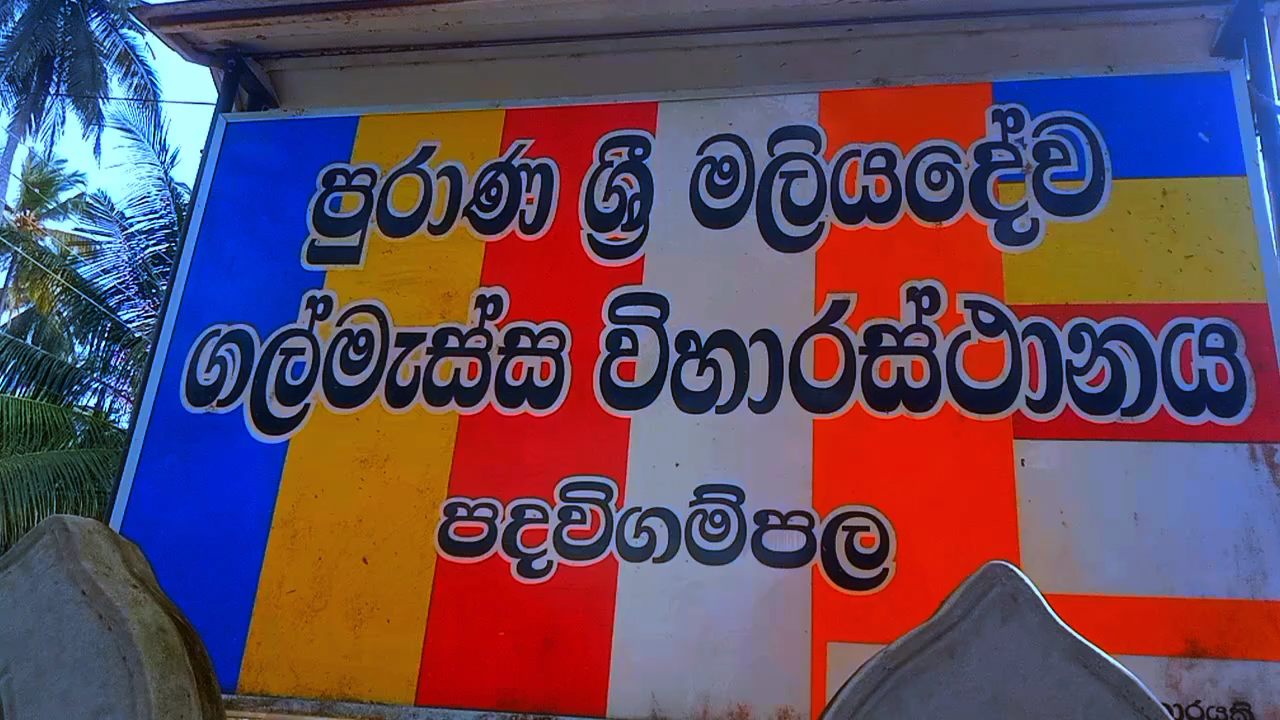 පුරාණ ශ්‍රී මලියදේව
ගල්මැස්ස විහාරස්ථානය
පදවිගම්පල